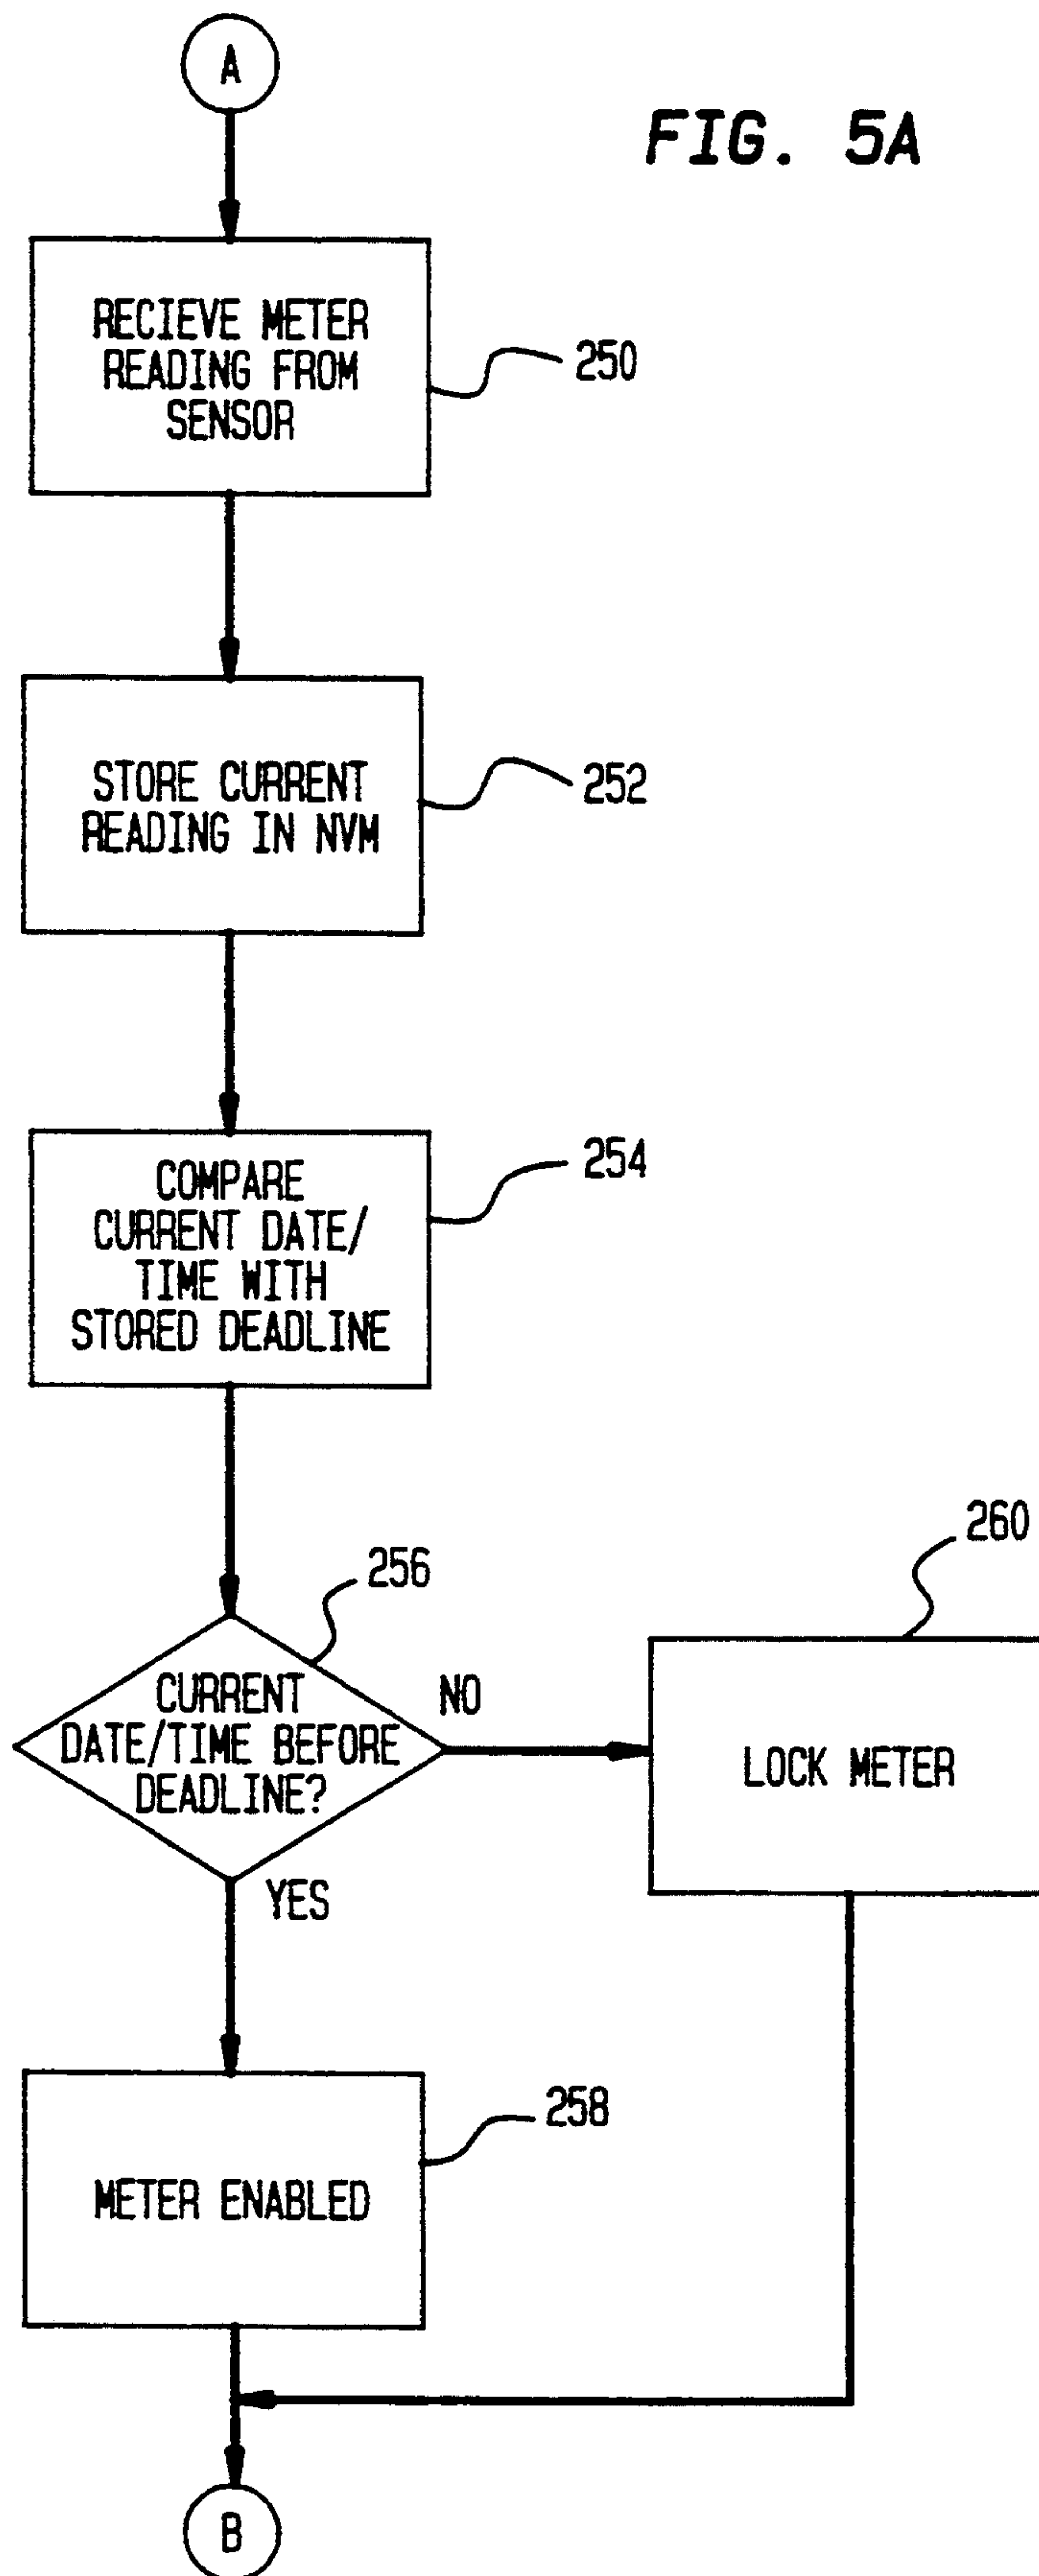 A
FIG. 5A
RECIEVE METER
READING FROM
SENSOR
250
STORE CURRENT
READING IN NVM
252
COMPARE
CURRENT DATE/
TIME WITH
STORED DEADLINE
254
256
260
CURRENT
DATE/TIME BEFORE
DEADLINE?
NO
LOCK METER
YES
METER ENABLED
258
B